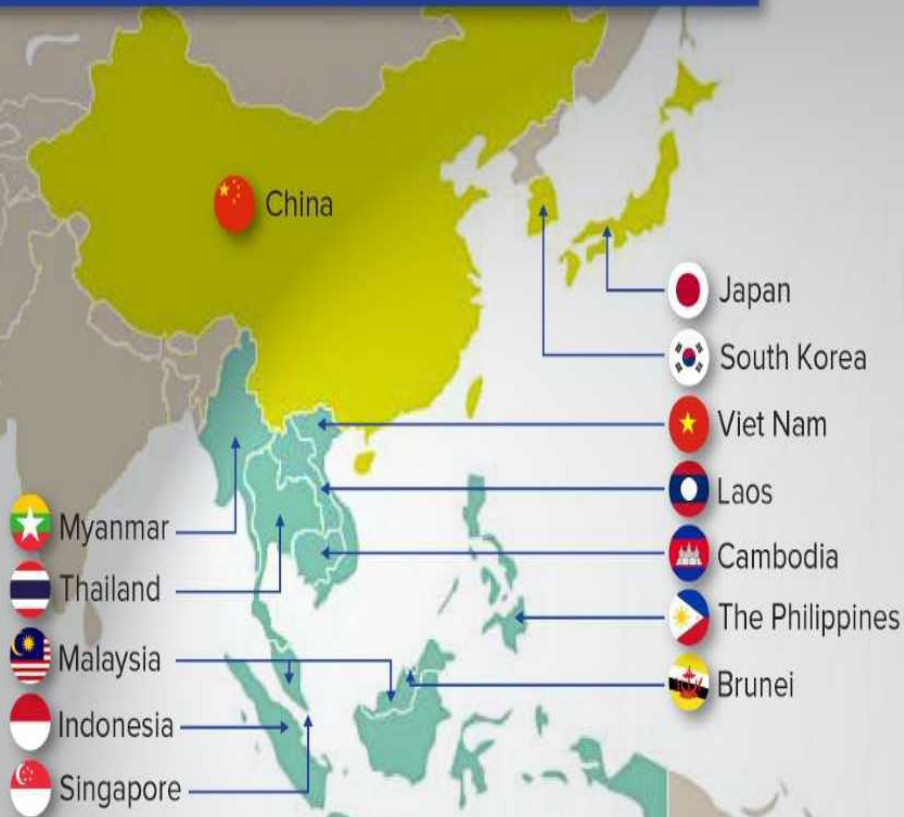 China
Japan
South Korea
Viet Nam
Laos
Cambodia
The Philippines
Brunei
Myanmar
Thailand
Malaysia
Indonesia
Singapore